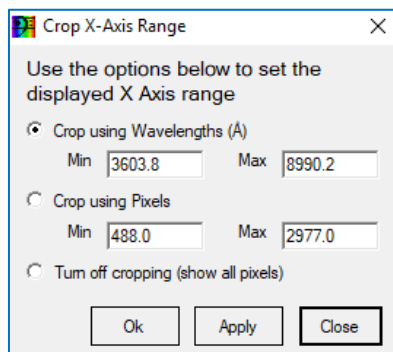 Crop X-Axis Range
Use the options below to set the
displayed X Axis range
Crop using Wavelengths (Å)
Min 3603.8 Max 8990.2
Crop using Pixels
Min 488.0 Max 2977.0
Turn off cropping (show all pixels)
Ok Apply Close